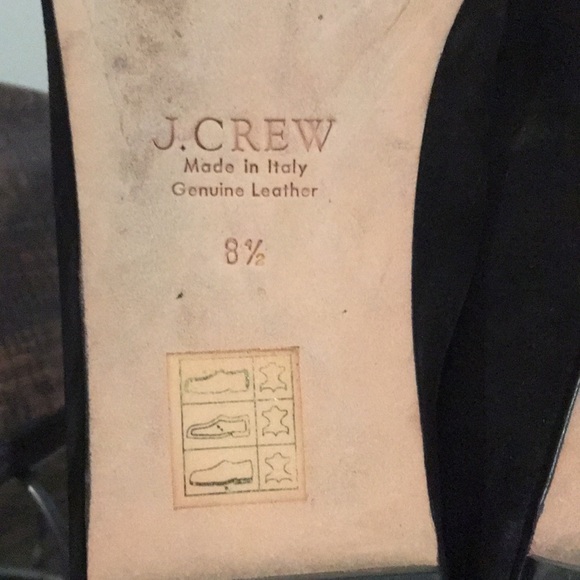 J.CREW
Made in Italy
Genuine Leather
8½